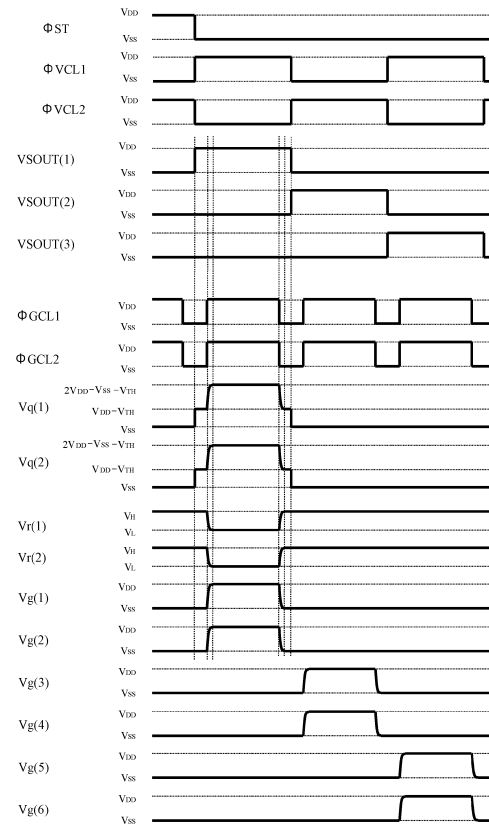 VDD
ΦST
VSS
VDD
ΦVCL1
VSS
VDD
ΦVCL2
VSS
VDD
VSOUT(1)
VSS
VDD
VSOUT(2)
VSS
VDD
VSOUT(3)
VSS
VDD
ΦGCL1
VSS
VDD
ΦGCL2
VSS
2VDD-VSS-VTH
Vq(1)
VDD-VTH
VSS
2VDD-VSS-VTH
Vq(2)
VDD-VTH
VSS
VH
Vr(1)
VL
VH
Vr(2)
VL
VDD
Vg(1)
VSS
VDD
Vg(2)
VSS
VDD
Vg(3)
VSS
VDD
Vg(4)
VSS
VDD
Vg(5)
VSS
VDD
Vg(6)
VSS